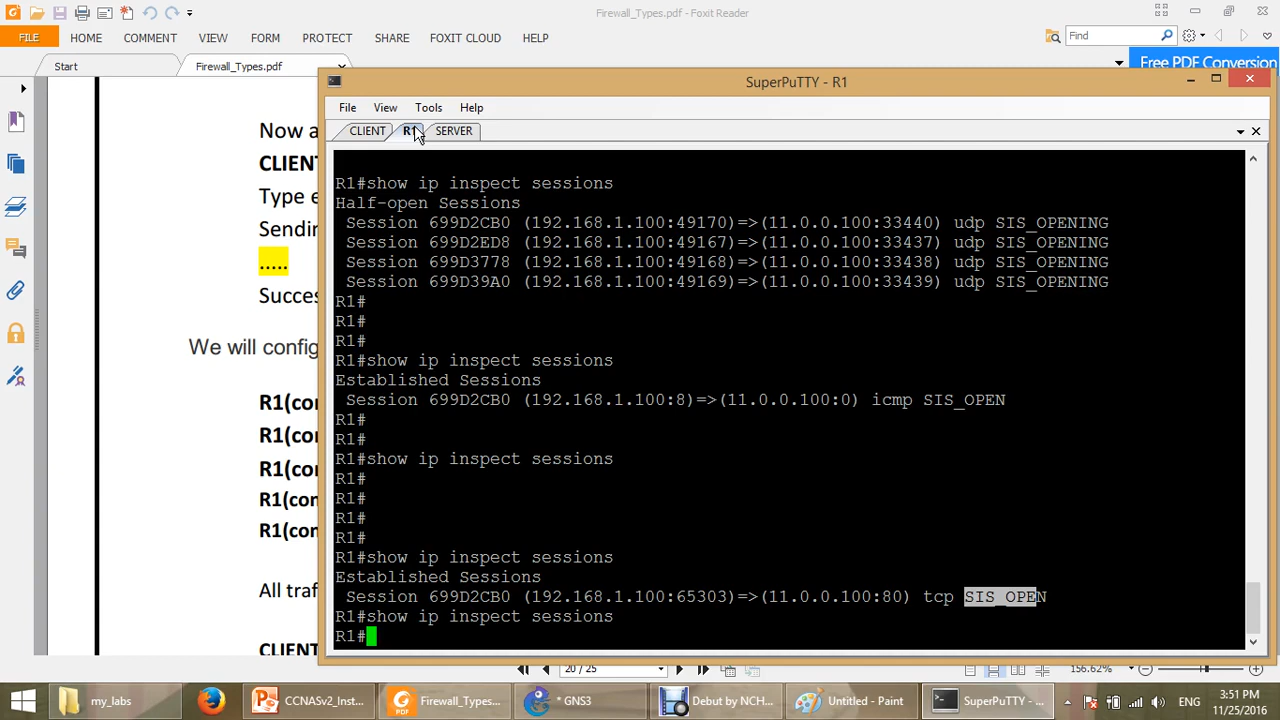 Firewall_Types.pdf - Foxit Reader
FILE HOME COMMENT VIEW FORM PROTECT SHARE FOXIT CLOUD HELP
Find
Start Firewall_Types.pdf
Free PDF Conversion
SuperPuTTY - R1
File View Tools Help
CLIENT R1 SERVER
Now a
CLIENT
Type e
Sendin
.....
Succes
We will config
R1(con
R1(con
R1(con
R1(con
R1(con
All traf
CLIENT
R1#show ip inspect sessions
Half-open Sessions
Session 699D2CB0 (192.168.1.100:49170)=>(11.0.0.100:33440) udp SIS_OPENING
Session 699D2ED8 (192.168.1.100:49167)=>(11.0.0.100:33437) udp SIS_OPENING
Session 699D3778 (192.168.1.100:49168)=>(11.0.0.100:33438) udp SIS_OPENING
Session 699D39A0 (192.168.1.100:49169)=>(11.0.0.100:33439) udp SIS_OPENING
R1#
R1#
R1#
R1#show ip inspect sessions
Established Sessions
Session 699D2CB0 (192.168.1.100:8)=>(11.0.0.100:0) icmp SIS_OPEN
R1#
R1#
R1#show ip inspect sessions
R1#
R1#
R1#
R1#
R1#show ip inspect sessions
Established Sessions
Session 699D2CB0 (192.168.1.100:65303)=>(11.0.0.100:80) tcp SIS_OPEN
R1#show ip inspect sessions
R1#
20 / 25
156.62%
my_labs
CCNASv2_Inst...
Firewall_Types....
* GNS3
Debut by NCH...
Untitled - Paint
SuperPuTTY - ...
ENG
3:51 PM
11/25/2016